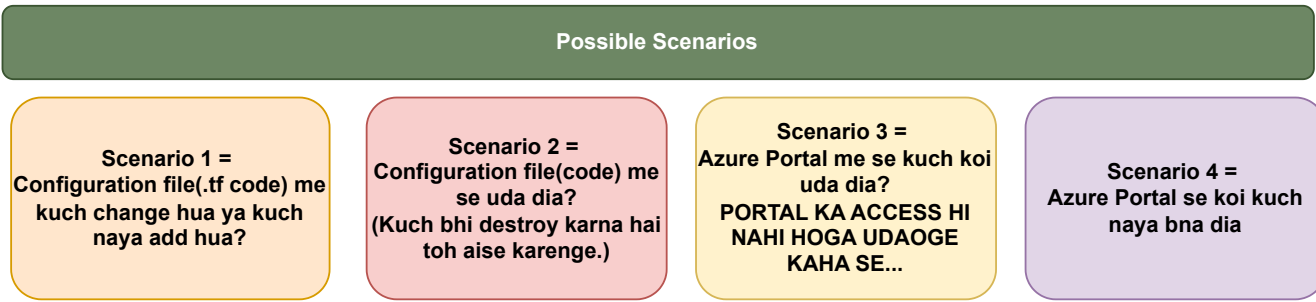 Possible Scenarios
Scenario 1 =
Configuration file(.tf code) me
kuch change hua ya kuch
naya add hua?
Scenario 2 =
Configuration file(code) me
se uda dia?
(Kuch bhi destroy karna hai
toh aise karenge.)
Scenario 3 =
Azure Portal me se kuch koi
uda dia?
PORTAL KA ACCESS HI
NAHI HOGA UDAOGE
KAHA SE...
Scenario 4 =
Azure Portal se koi kuch
naya bna dia